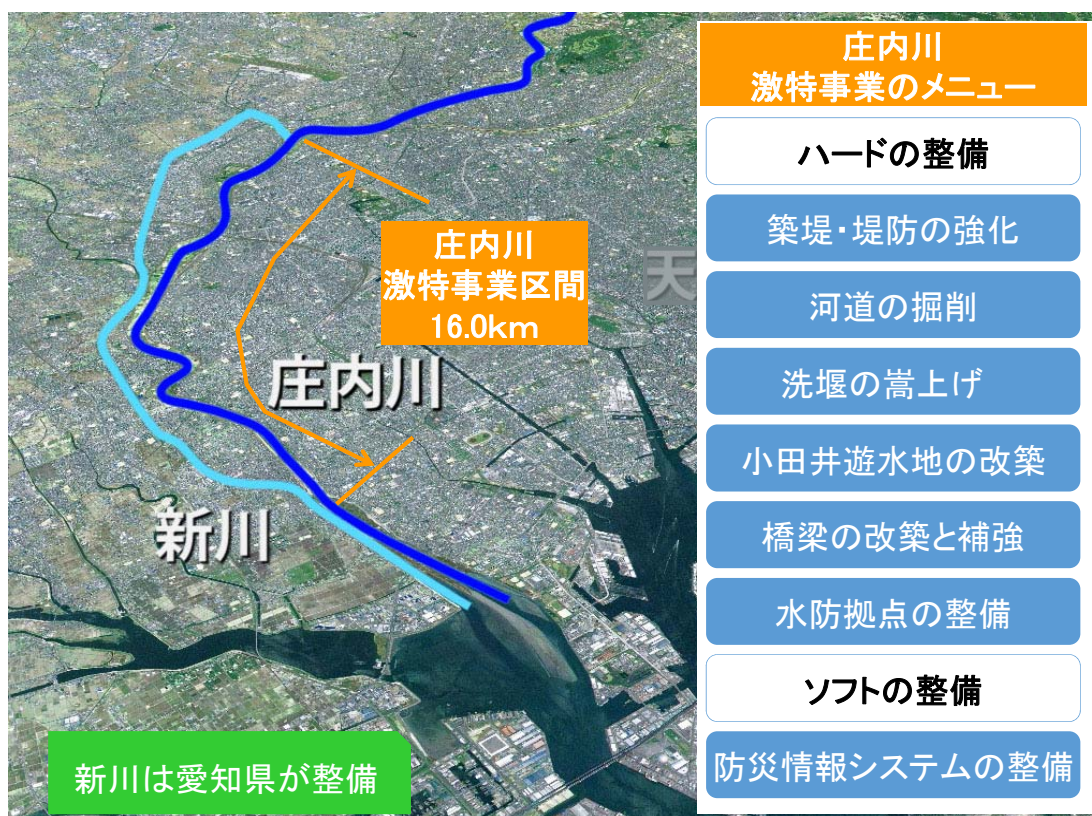 庄内川
激特事業のメニュー
ハードの整備
築堤・堤防の強化
河道の掘削
洗堰の嵩上げ
小田井遊水地の改築
橋梁の改築と補強
水防拠点の整備
ソフトの整備
防災情報システムの整備
庄内川
激特事業区間
16.0km
天
庄内川
新川
新川は愛知県が整備